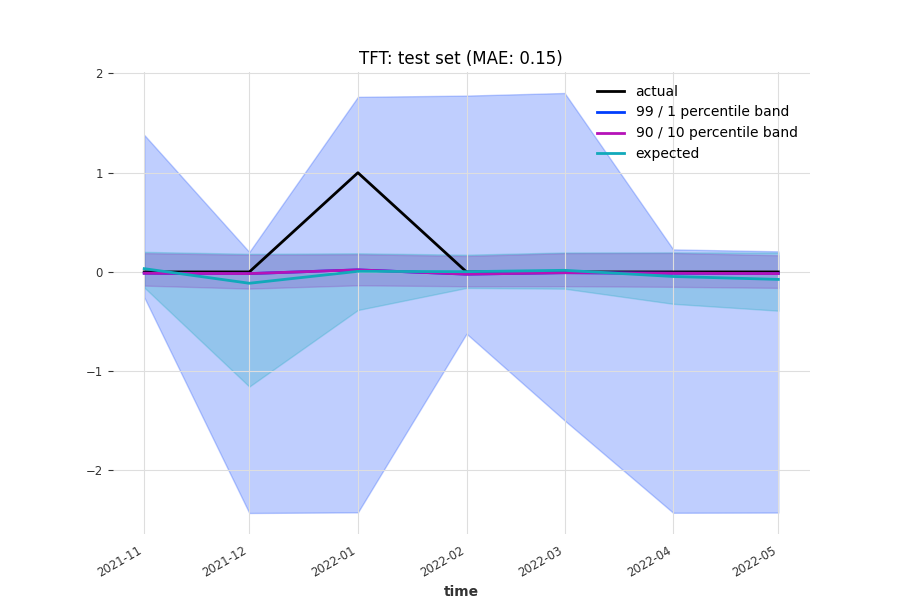 TFT: test set (MAE: 0.15)
actual
99 / 1 percentile band
90 / 10 percentile band
expected
2
1
0
−1
−2
2021-11
2021-12
2022-01
2022-02
2022-03
2022-04
2022-05
time